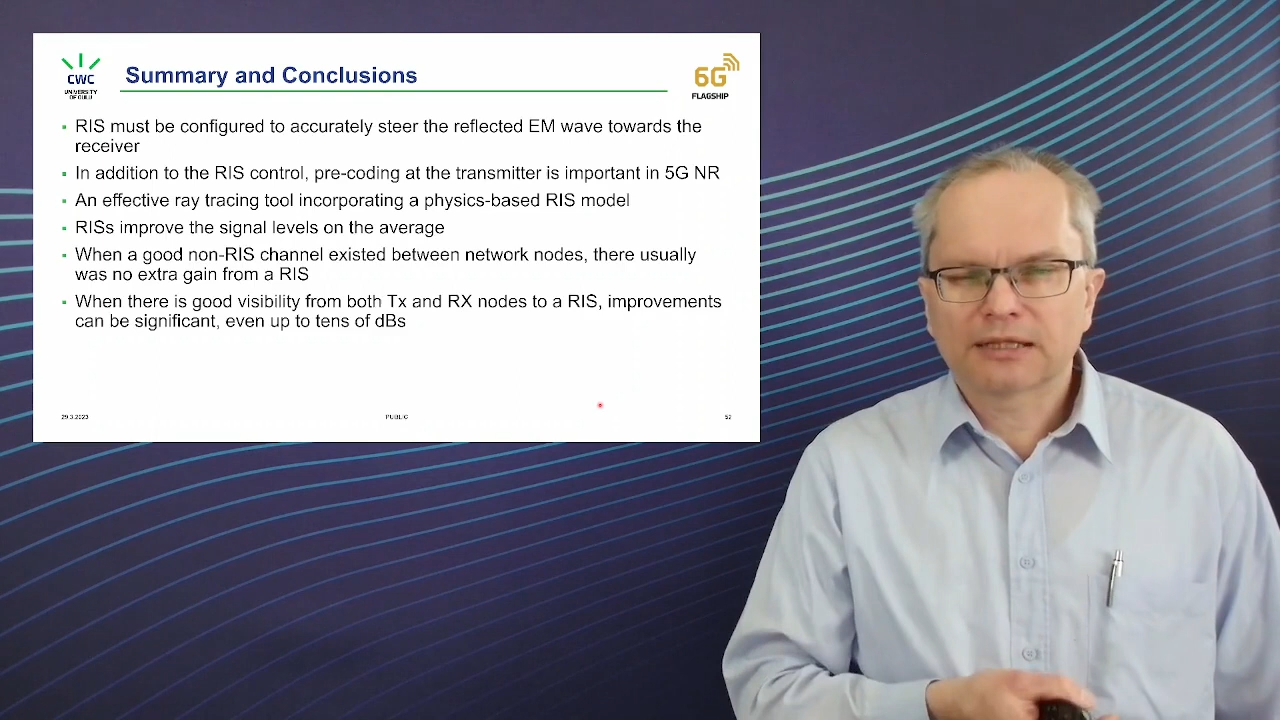 CWC
UNIVERSITY
OF OULU
Summary and Conclusions
6G
FLAGSHIP
▪ RIS must be configured to accurately steer the reflected EM wave towards the
receiver
▪ In addition to the RIS control, pre-coding at the transmitter is important in 5G NR
▪ An effective ray tracing tool incorporating a physics-based RIS model
▪ RISs improve the signal levels on the average
▪ When a good non-RIS channel existed between network nodes, there usually
was no extra gain from a RIS
▪ When there is good visibility from both Tx and RX nodes to a RIS, improvements
can be significant, even up to tens of dBs
29.3.2023
PUBLIC
52